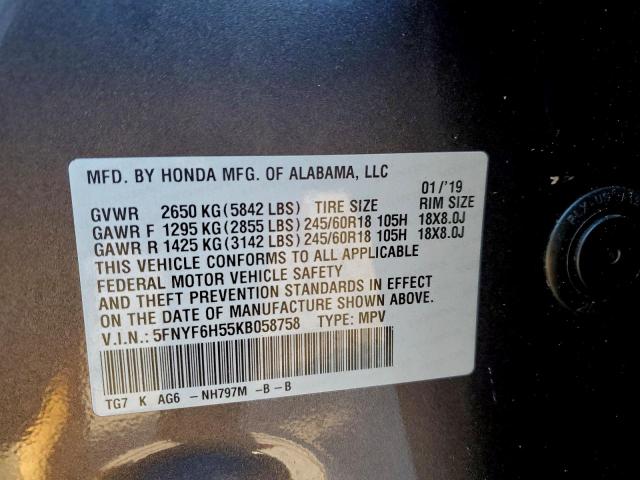 MFD. BY HONDA MFG. OF ALABAMA, LLC
01/'19
GVWR 2650 KG(5842 LBS) TIRE SIZE RIM SIZE
GAWR F 1295 KG(2855 LBS)245/60R18 105H 18X8.0J
GAWR R 1425 KG(3142 LBS)245/60R18 105H 18X8.0J
THIS VEHICLE CONFORMS TO ALL APPLICABLE
FEDERAL MOTOR VEHICLE SAFETY
AND THEFT PREVENTION STANDARDS IN EFFECT
ON THE DATE OF MANUFACTURE SHOWN ABOVE.
V.I.N.: 5FNYF6H55KB058758 TYPE: MPV
TG7 K AG6 -NH797M -B -B